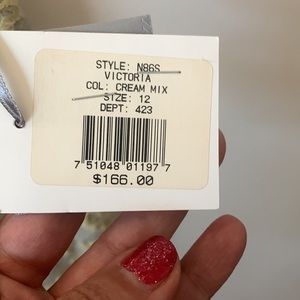 STYLE: N86S
VICTORIA
COL: CREAM MIX
SIZE: 12
DEPT: 423
7 51048 01197 7
$166.00